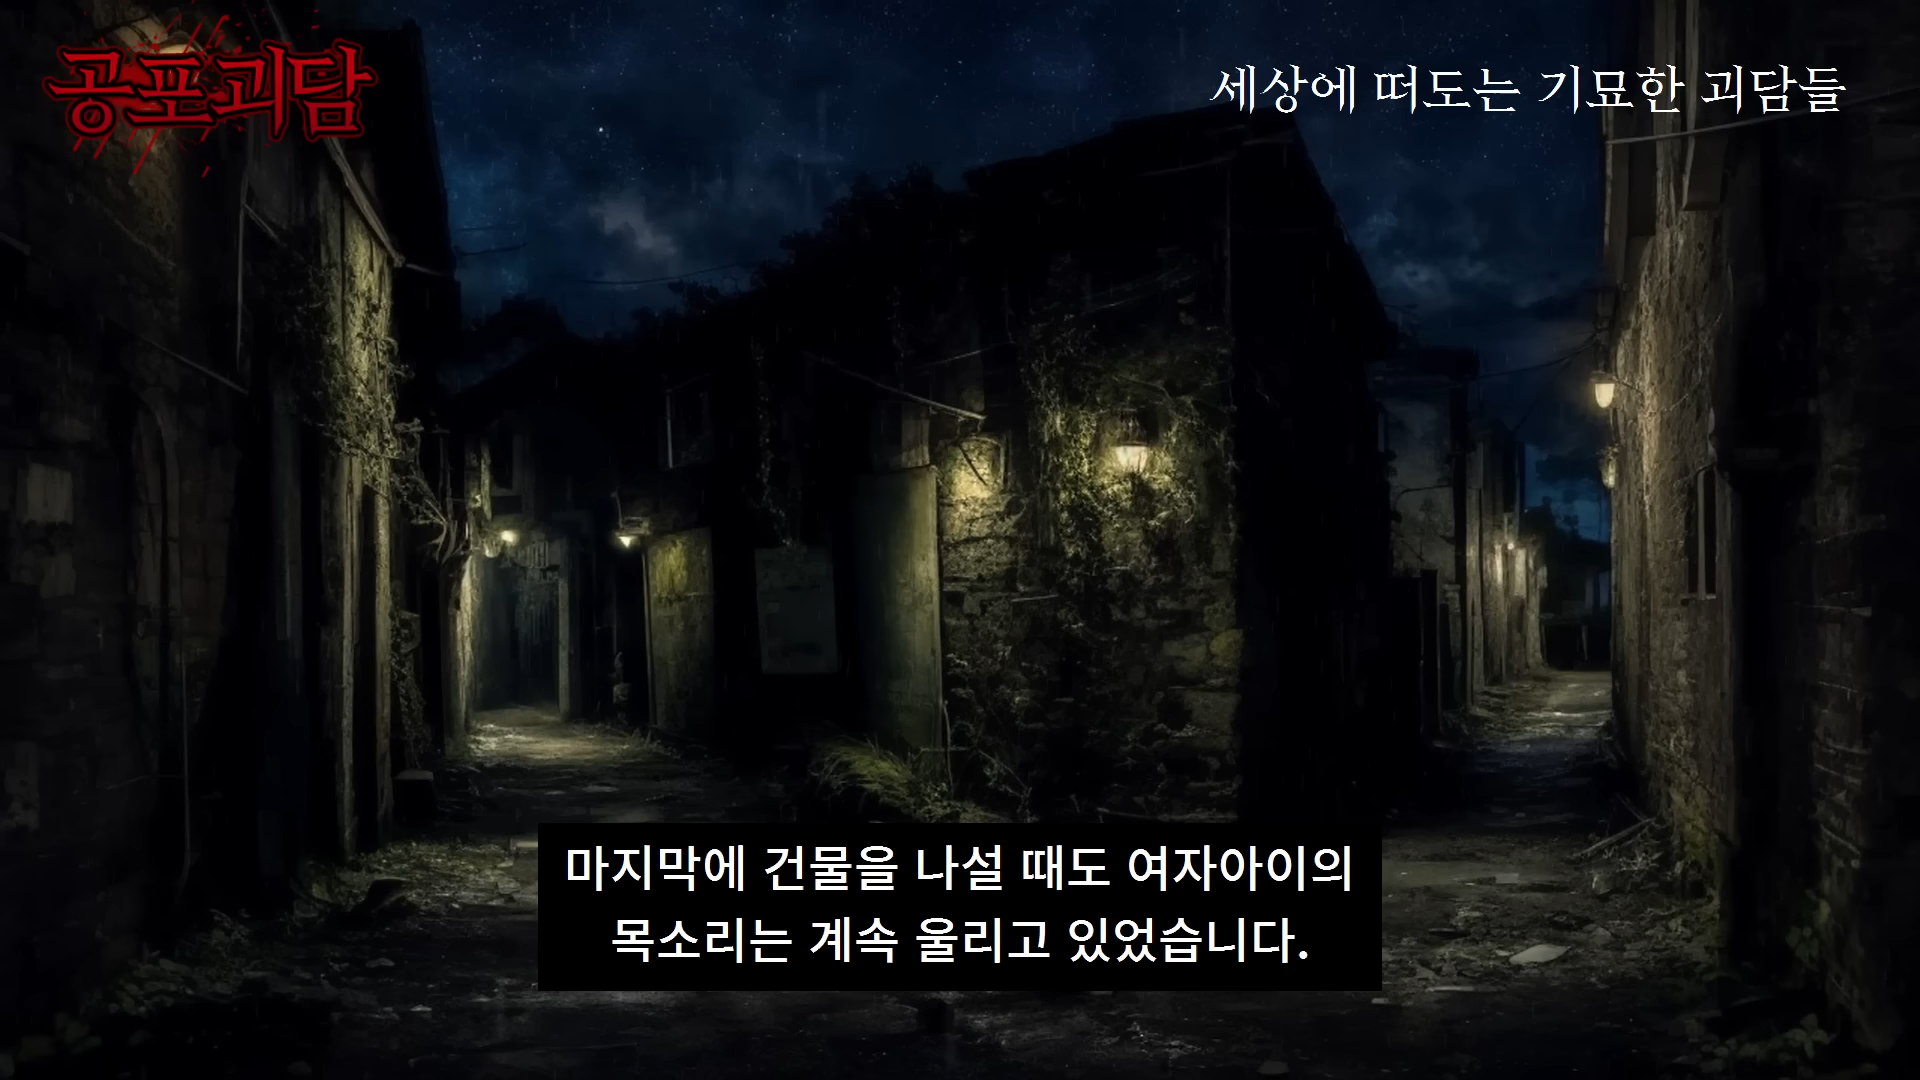 공포괴담
세상에 떠도는 기묘한 괴담들
마지막에 건물을 나설 때도 여자아이의
목소리는 계속 울리고 있었습니다.